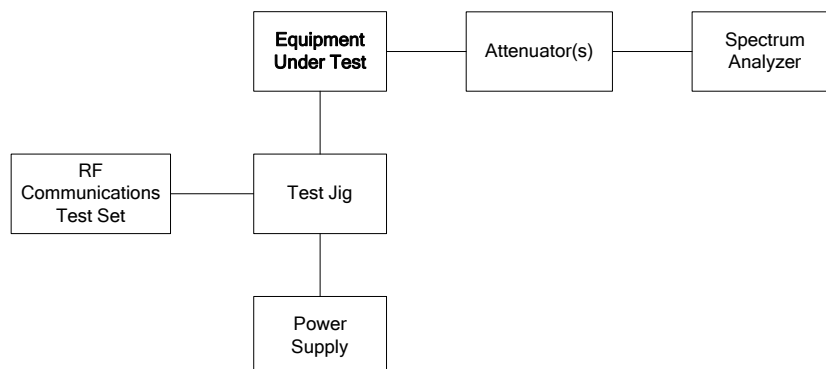 Equipment
Under Test
Attenuator(s)
Spectrum
Analyzer
RF
Communications
Test Set
Test Jig
Power
Supply